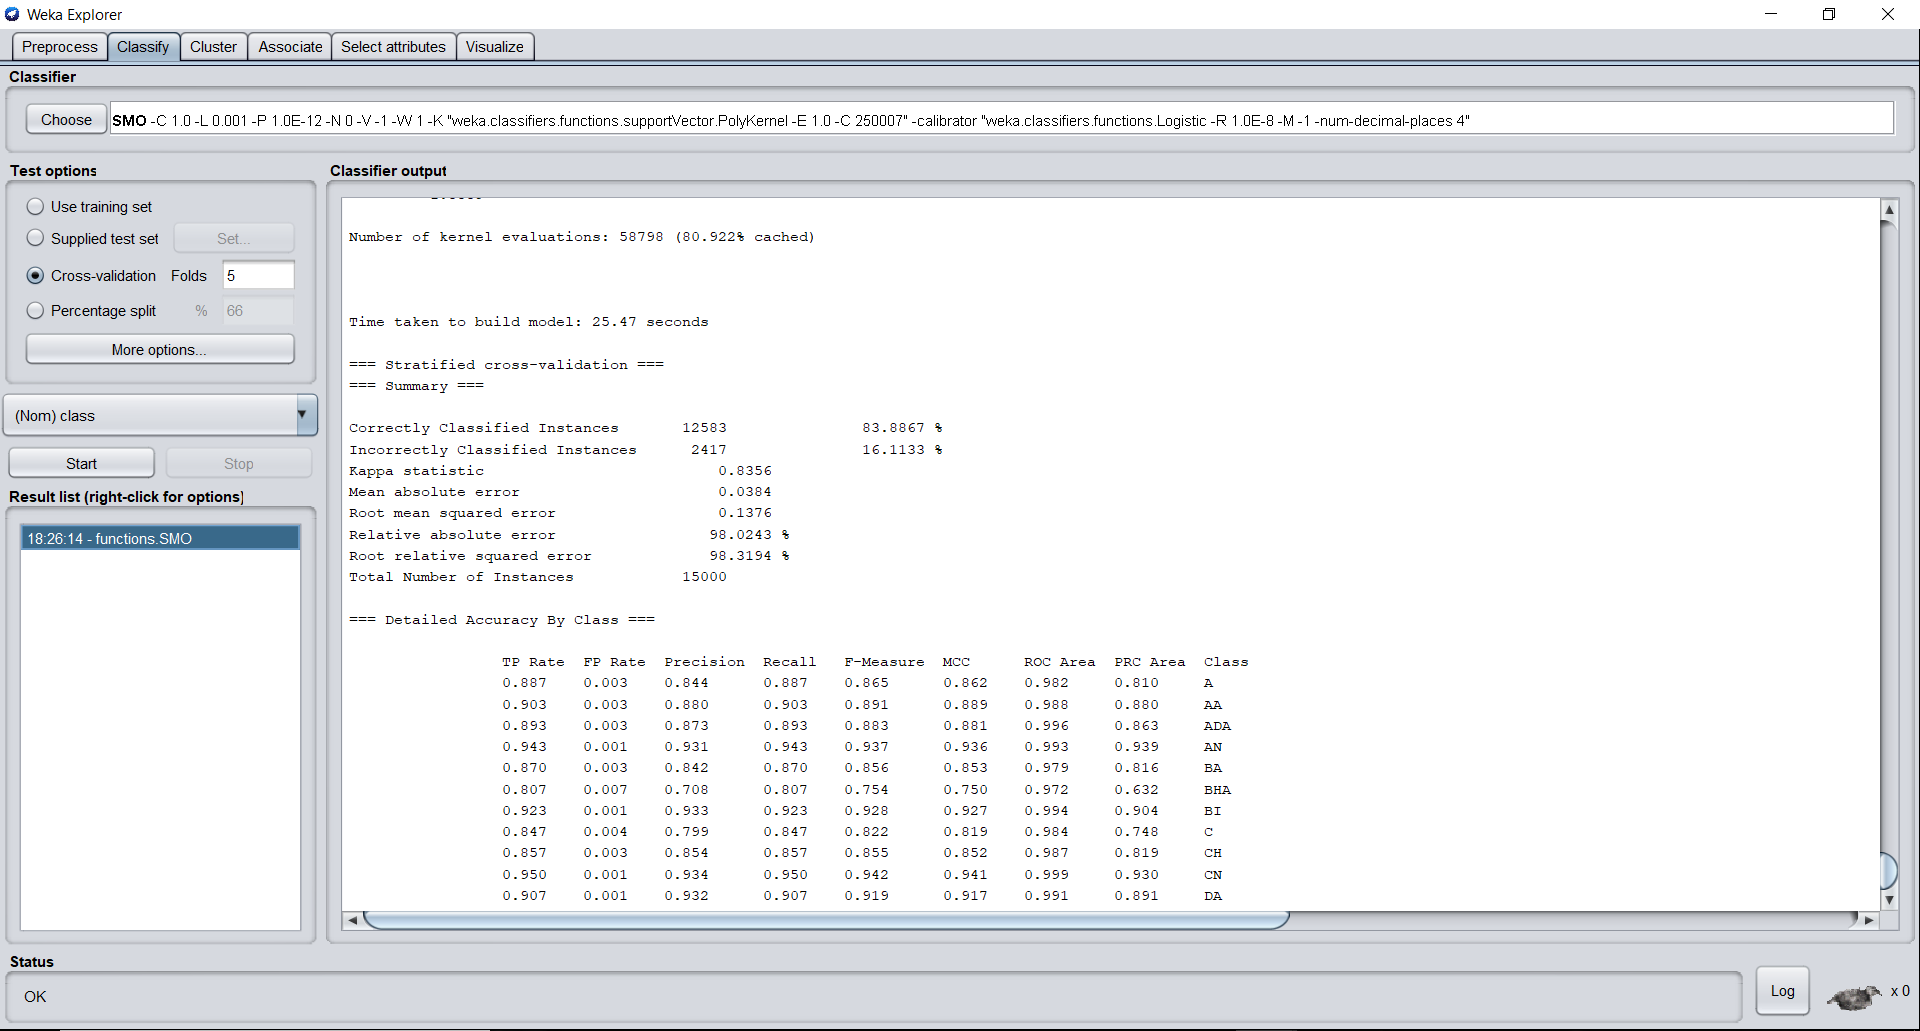 Weka Explorer
Preprocess Classify Cluster Associate Select attributes Visualize
Classifier
Choose SMO -C 1.0 -L 0.001 -P 1.0E-12 -N 0 -V -1 -W 1 -K "weka.classifiers.functions.supportVector.PolyKernel -E 1.0 -C 250007" -calibrator "weka.classifiers.functions.Logistic -R 1.0E-8 -M -1 -num-decimal-places 4"
Test options
Use training set
Supplied test set Set...
Cross-validation Folds 5
Percentage split % 66
More options...
(Nom) class
Start Stop
Result list (right-click for options)
18:26:14 - functions.SMO
Classifier output
Number of kernel evaluations: 58798 (80.922% cached)
Time taken to build model: 25.47 seconds
=== Stratified cross-validation ===
=== Summary ===
Correctly Classified Instances 12583 83.8867 %
Incorrectly Classified Instances 2417 16.1133 %
Kappa statistic 0.8356
Mean absolute error 0.0384
Root mean squared error 0.1376
Relative absolute error 98.0243 %
Root relative squared error 98.3194 %
Total Number of Instances 15000
=== Detailed Accuracy By Class ===
TP Rate FP Rate Precision Recall F-Measure MCC ROC Area PRC Area Class
0.887 0.003 0.844 0.887 0.865 0.862 0.982 0.810 A
0.903 0.003 0.880 0.903 0.891 0.889 0.988 0.880 AA
0.893 0.003 0.873 0.893 0.883 0.881 0.996 0.863 ADA
0.943 0.001 0.931 0.943 0.937 0.936 0.993 0.939 AN
0.870 0.003 0.842 0.870 0.856 0.853 0.979 0.816 BA
0.807 0.007 0.708 0.807 0.754 0.750 0.972 0.632 BHA
0.923 0.001 0.933 0.923 0.928 0.927 0.994 0.904 BI
0.847 0.004 0.799 0.847 0.822 0.819 0.984 0.748 C
0.857 0.003 0.854 0.857 0.855 0.852 0.987 0.819 CH
0.950 0.001 0.934 0.950 0.942 0.941 0.999 0.930 CN
0.907 0.001 0.932 0.907 0.919 0.917 0.991 0.891 DA
Status
OK
Log x 0